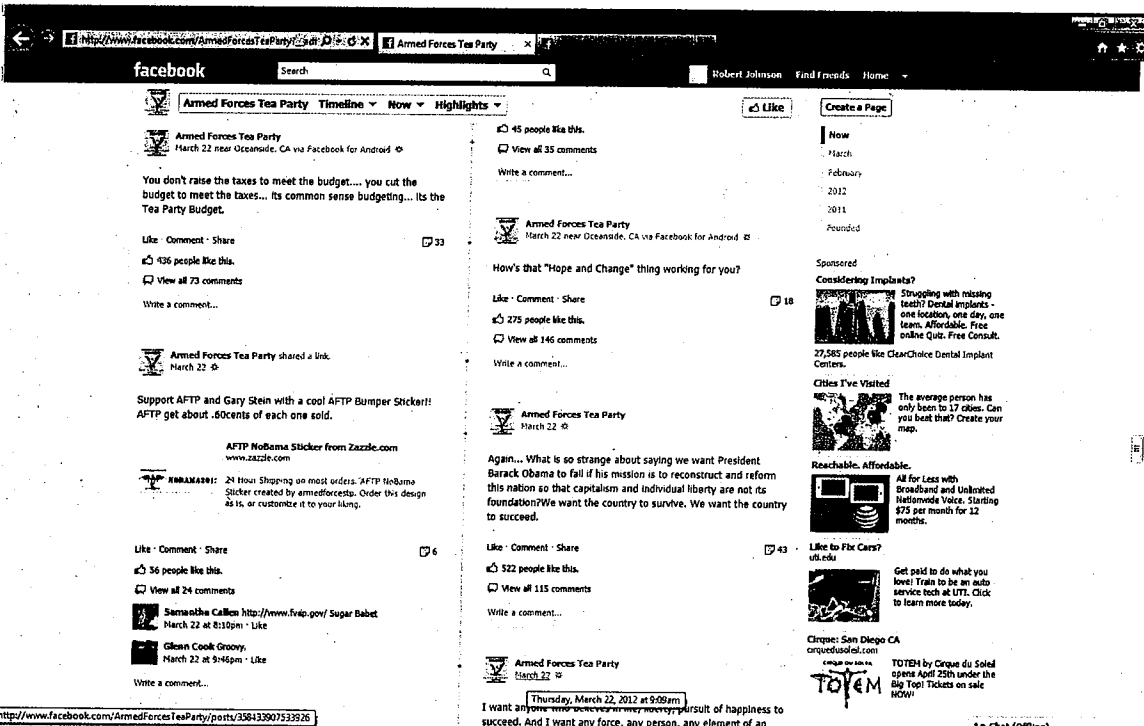 http://www.facebook.com/ArmedForcesTeaParty?
Armed Forces Tea Party
facebook
Search
Robert Johnson Find Friends Home
Armed Forces Tea Party Timeline Now Highlights
Like
Create a Page
Armed Forces Tea Party
March 22 near Oceanside, CA via Facebook for Android
You don't raise the taxes to meet the budget.... you cut the
budget to meet the taxes... its common sense budgeting... its the
Tea Party Budget.
Like · Comment · Share
33
436 people like this.
View all 73 comments
Write a comment...
Armed Forces Tea Party shared a link.
March 22
Support AFTP and Gary Stein with a cool AFTP Bumper Sticker!!
AFTP get about .60cents of each one sold.
AFTP NoBama Sticker from Zazzle.com
www.zazzle.com
24 Hour Shipping on most orders. AFTP NoBama
Sticker created by armedforcestp. Order this design
as is, or customize it to your liking.
Like · Comment · Share
6
56 people like this.
View all 24 comments
Samantha Callen http://www.fvap.gov/ Sugar Babet
March 22 at 8:10pm · Like
Glenn Cook Groovy.
March 22 at 9:46pm · Like
Write a comment...
http://www.facebook.com/ArmedForcesTeaParty/posts/358433907533926
45 people like this.
View all 35 comments
Write a comment...
Armed Forces Tea Party
March 22 near Oceanside, CA via Facebook for Android
How's that "Hope and Change" thing working for you?
Like · Comment · Share
18
275 people like this.
View all 146 comments
Write a comment...
Armed Forces Tea Party
March 22
Again... What is so strange about saying we want President
Barack Obama to fail if his mission is to reconstruct and reform
this nation so that capitalism and individual liberty are not its
foundation?We want the country to survive. We want the country
to succeed.
Like · Comment · Share
43
522 people like this.
View all 115 comments
Write a comment...
Armed Forces Tea Party
March 22
Thursday, March 22, 2012 at 9:09am
I want anyone who believes in life, liberty, pursuit of happiness to
succeed. And I want any force, any person, any element of an
Now
March
February
2012
2011
Founded
Sponsored
Considering Implants?
Struggling with missing
teeth? Dental implants -
one location, one day, one
team. Affordable. Free
online Quiz. Free Consult.
27,585 people like ClearChoice Dental Implant
Centers.
Cities I've Visited
The average person has
only been to 17 cities. Can
you beat that? Create your
map.
Reachable. Affordable.
All for Less with
Broadband and Unlimited
Nationwide Voice. Starting
$75 per month for 12
months.
Like to Fix Cars?
uti.edu
Get paid to do what you
love! Train to be an auto
service tech at UTI. Click
to learn more today.
Cirque: San Diego CA
cirquedusoleil.com
CIRQUE DU SOLEIL
TOTEM
TOTEM by Cirque du Soleil
opens April 25th under the
Big Top! Tickets on sale
NOW!